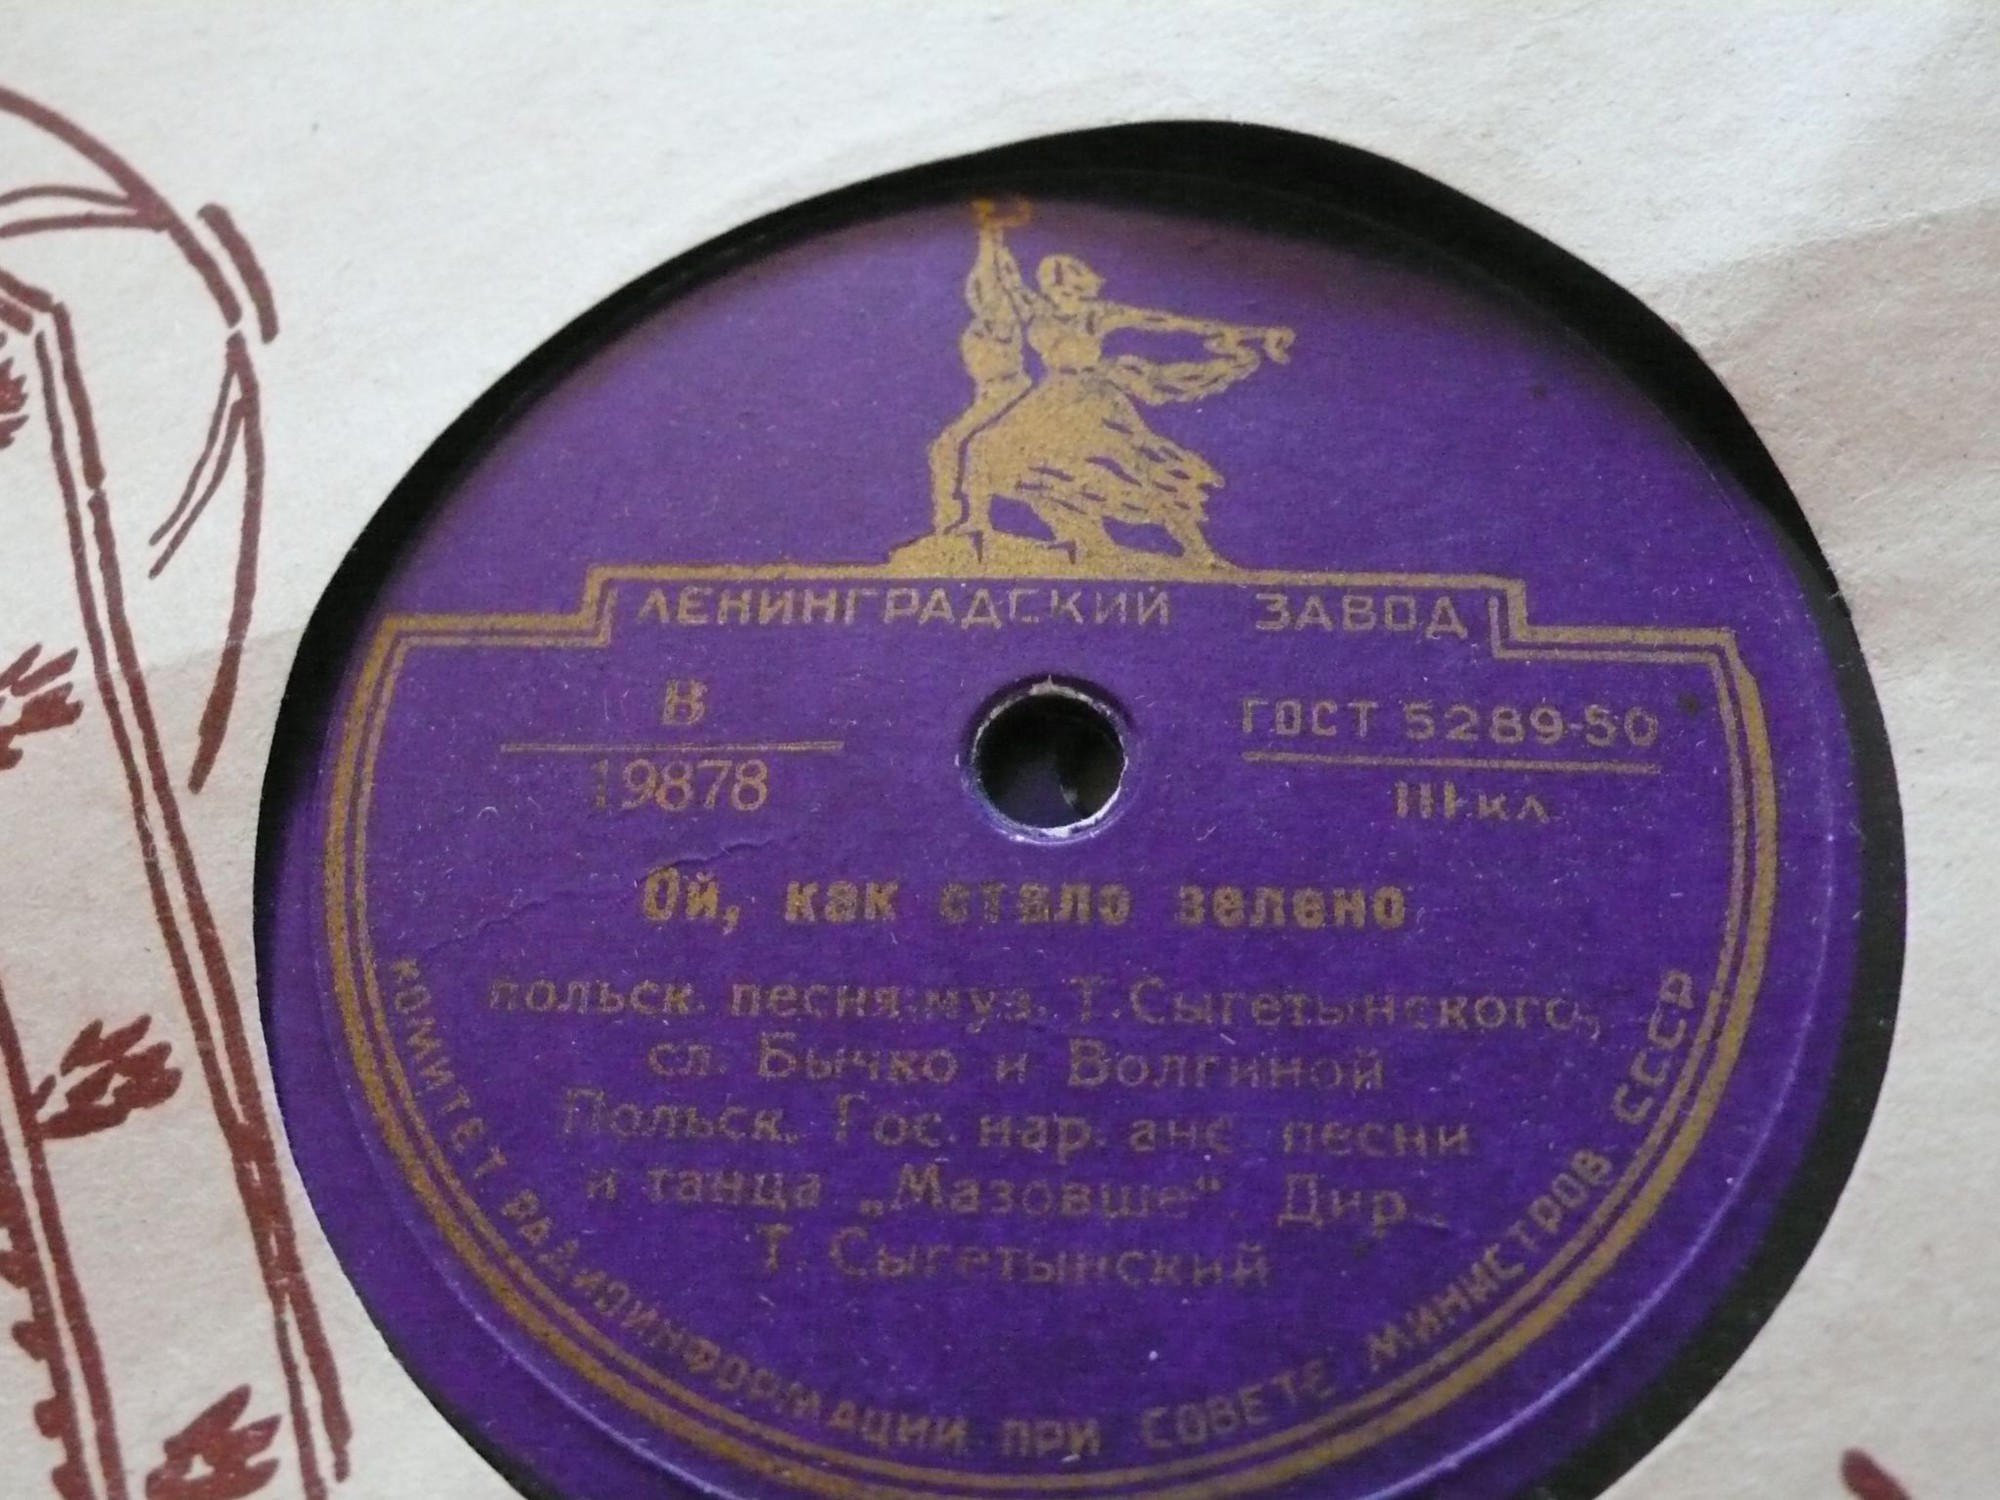 ЛЕНИНГРАДСКИЙ ЗАВОД
В
19878
ГОСТ 5289-50
III кл.
Ой, как стало зелено
польск. песня, муз. Т. Сыгетынского,
сл. Бычко и Волгиной
Польск. Гос. нар. анс. песни
и танца „Мазовше“. Дир.
Т. Сыгетынский
КОМИТЕТ РАДИОИНФОРМАЦИИ ПРИ СОВЕТЕ МИНИСТРОВ СССР